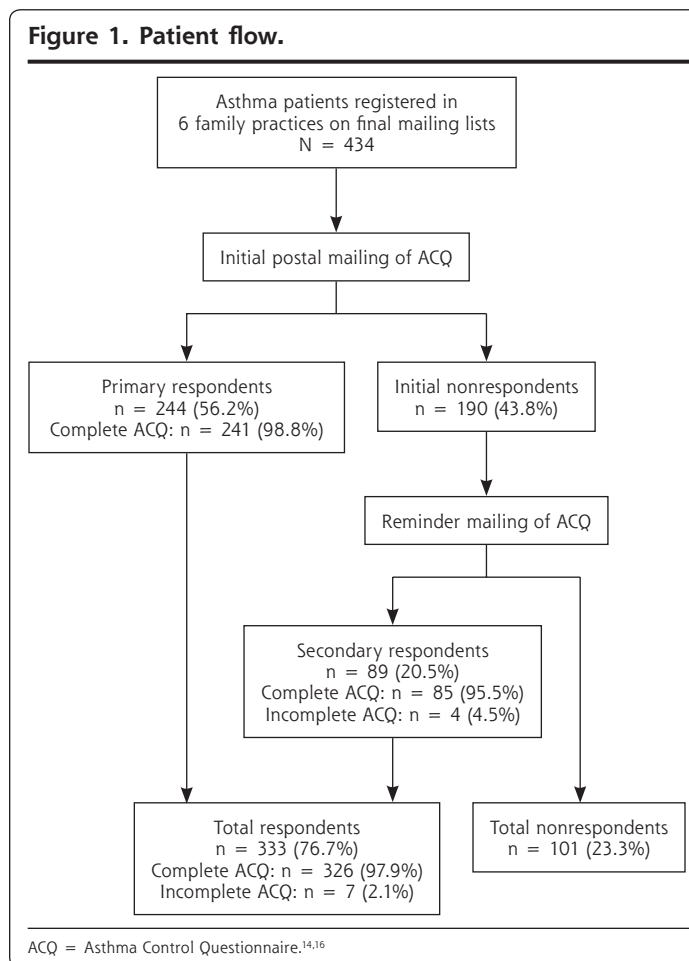 Figure 1. Patient flow.
Asthma patients registered in
6 family practices on final mailing lists
N = 434
Initial postal mailing of ACQ
Primary respondents
n = 244 (56.2%)
Complete ACQ: n = 241 (98.8%)
Initial nonrespondents
n = 190 (43.8%)
Reminder mailing of ACQ
Secondary respondents
n = 89 (20.5%)
Complete ACQ: n = 85 (95.5%)
Incomplete ACQ: n = 4 (4.5%)
Total respondents
n = 333 (76.7%)
Complete ACQ: n = 326 (97.9%)
Incomplete ACQ: n = 7 (2.1%)
Total nonrespondents
n = 101 (23.3%)
ACQ = Asthma Control Questionnaire.14,16